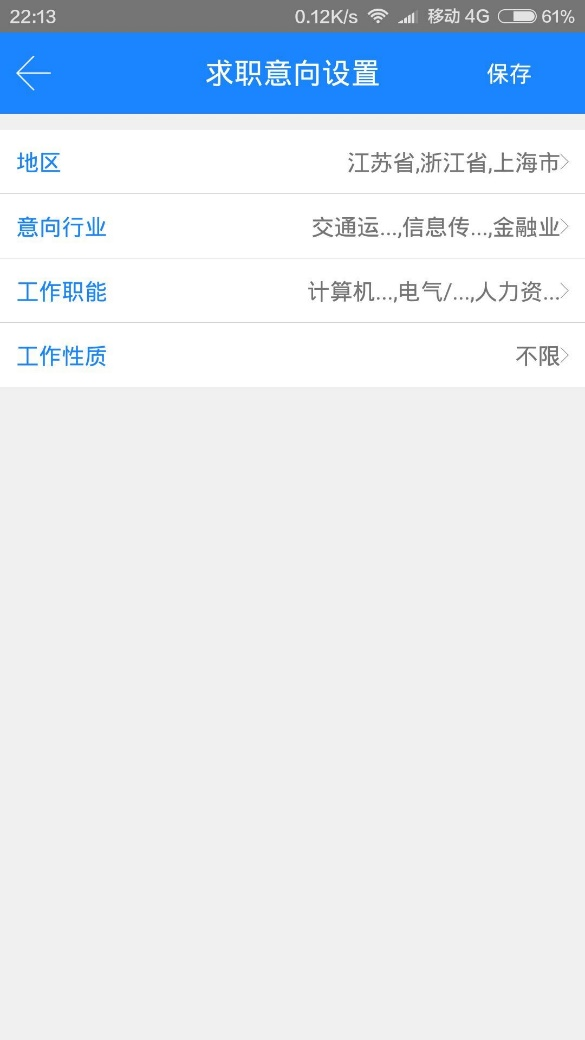 22:13 0.12K/s 移动 4G 61%
求职意向设置 保存
地区 江苏省,浙江省,上海市
意向行业 交通运...,信息传...,金融业
工作职能 计算机...,电气/...,人力资...
工作性质 不限